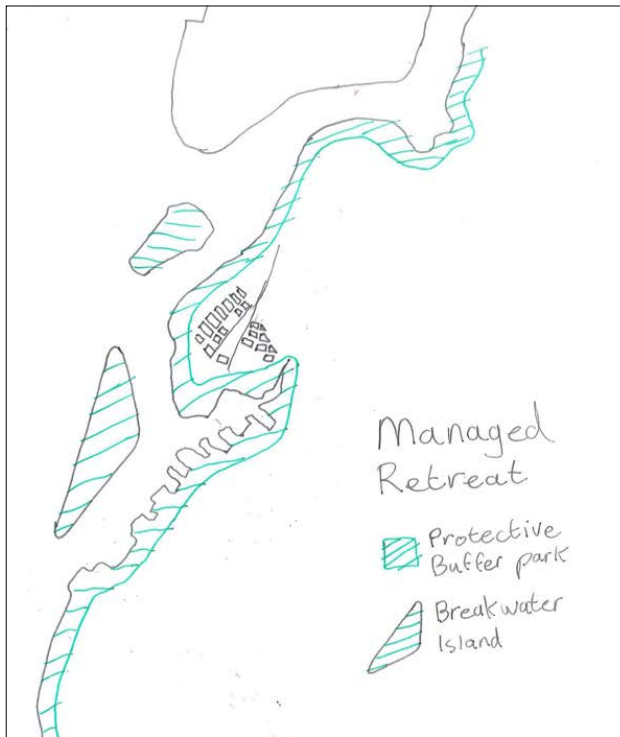 Managed
Retreat
Protective
Buffer park
Breakwater
Island